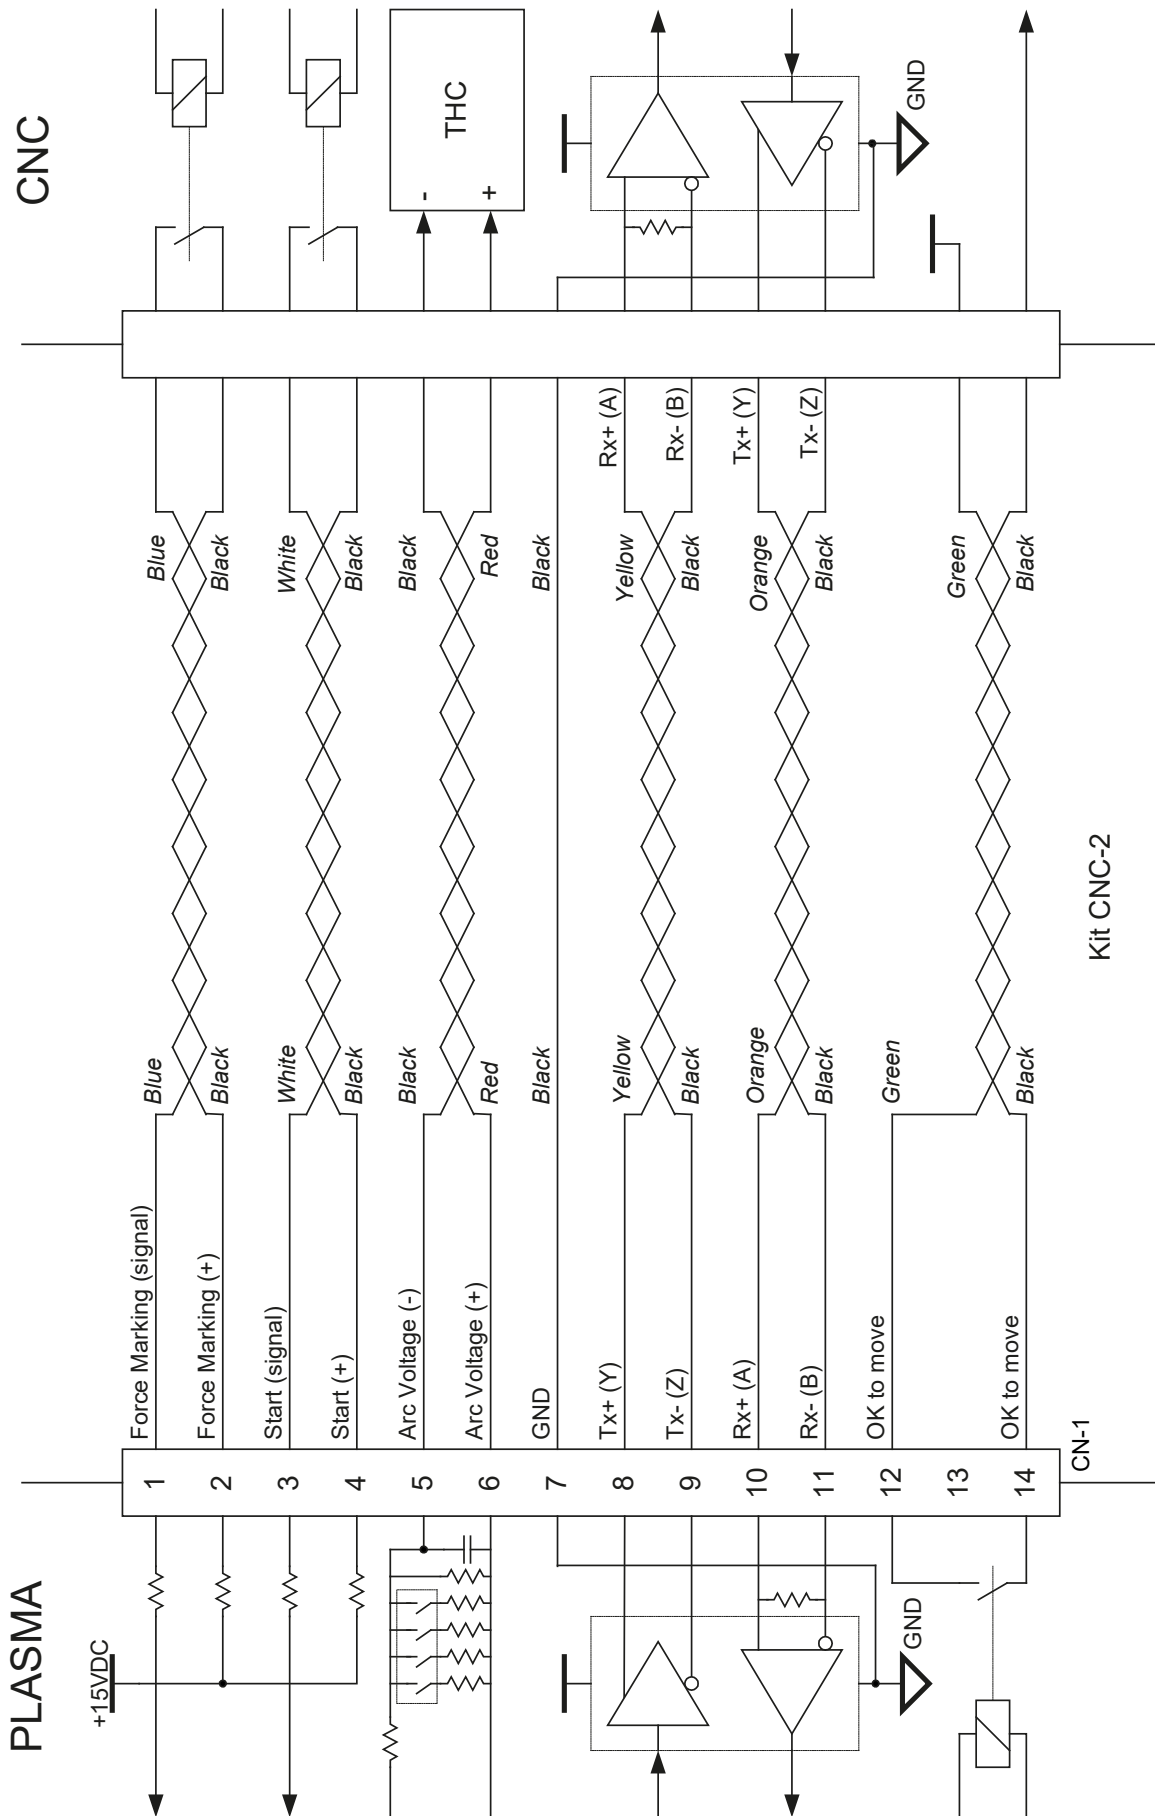 PLASMA
CNC
+15VDC
1
Force Marking (signal)
Blue
Blue
2
Force Marking (+)
Black
Black
3
Start (signal)
White
White
4
Start (+)
Black
Black
5
Arc Voltage (-)
Black
Black
-
THC
6
Arc Voltage (+)
Red
Red
+
7
GND
Black
Black
8
Tx+ (Y)
Yellow
Yellow
Rx+ (A)
9
Tx- (Z)
Black
Black
Rx- (B)
10
Rx+ (A)
Orange
Orange
Tx+ (Y)
11
Rx- (B)
Black
Black
Tx- (Z)
GND
GND
12
OK to move
Green
13
Green
14
OK to move
Black
Black
CN-1
Kit CNC-2